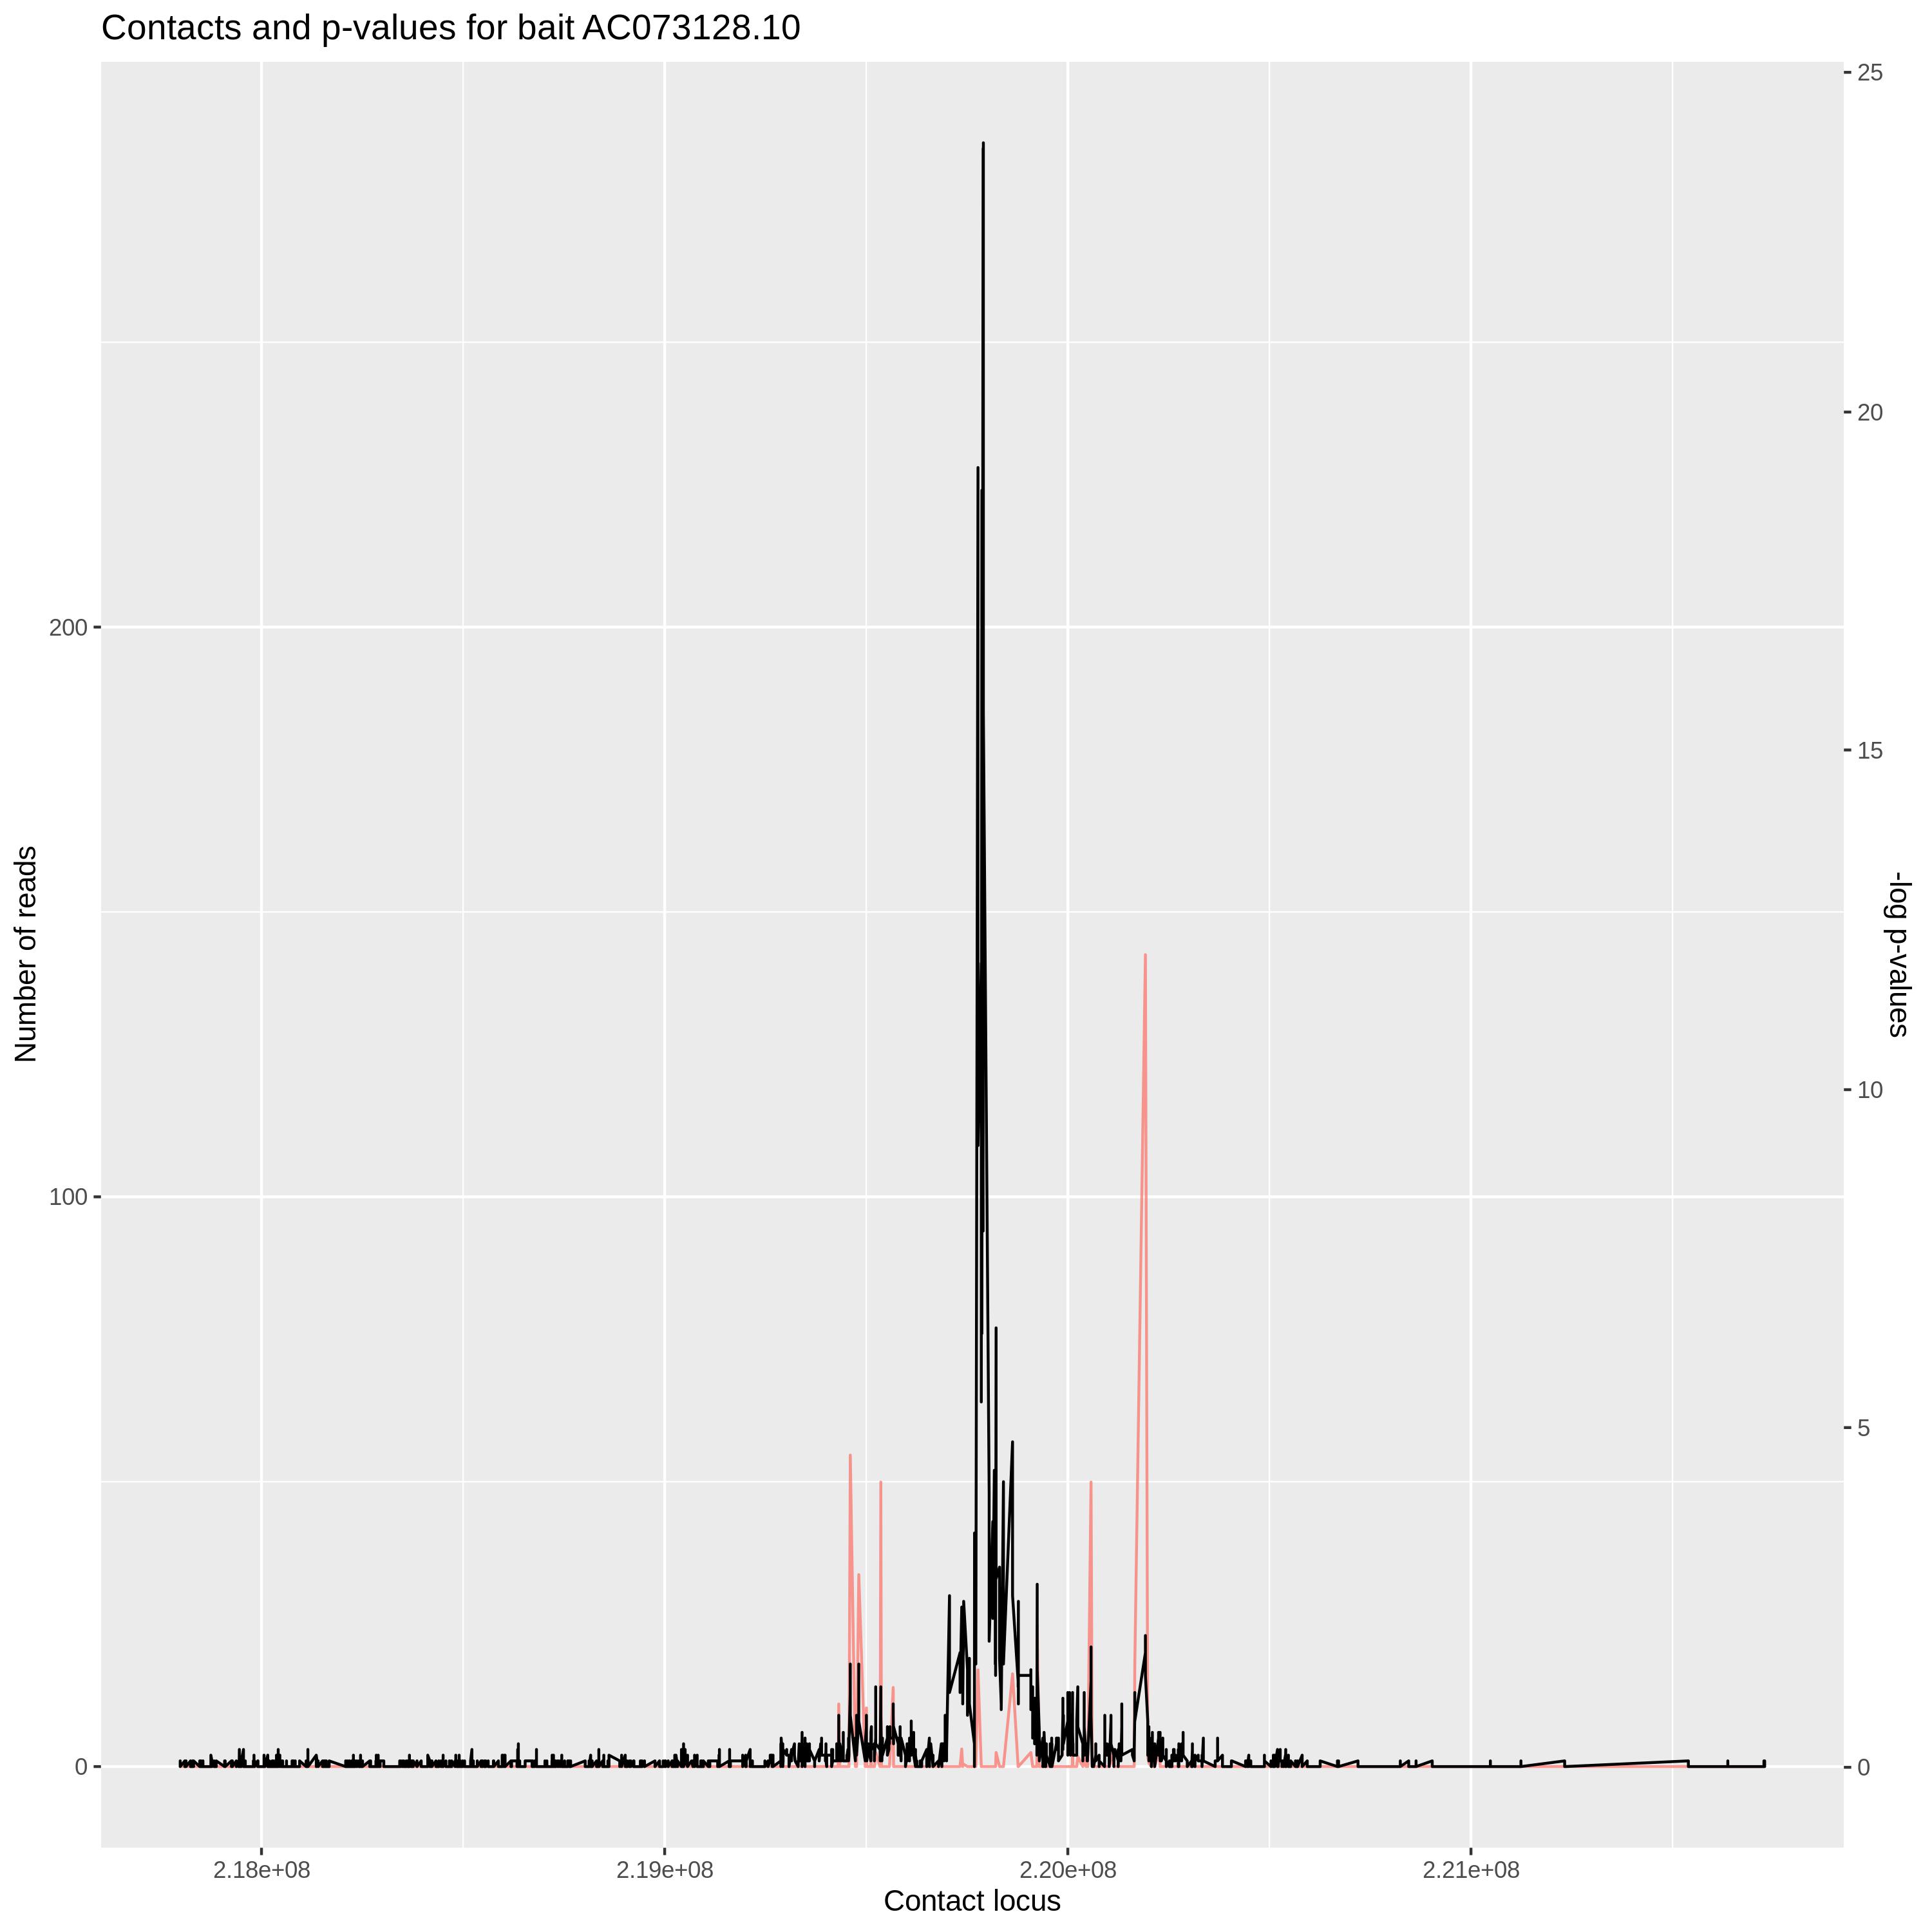 Contacts and p-values for bait AC073128.10
25
20
15
10
5
0
-log p-values
200
100
0
Number of reads
2.18e+08
2.19e+08
2.20e+08
2.21e+08
Contact locus